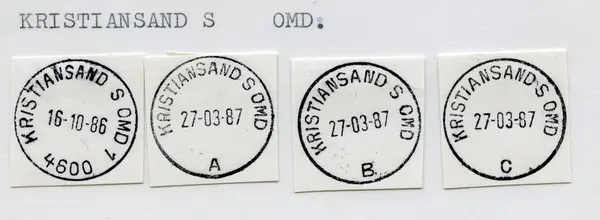 KRISTIANSAND S OMD.
KRISTIANSAND S OMD 1
16-10-86
4600
KRISTIANSAND S OMD
27-03-87
A
KRISTIANSAND S OMD
27-03-87
B
KRISTIANSAND S OMD
27-03-87
C